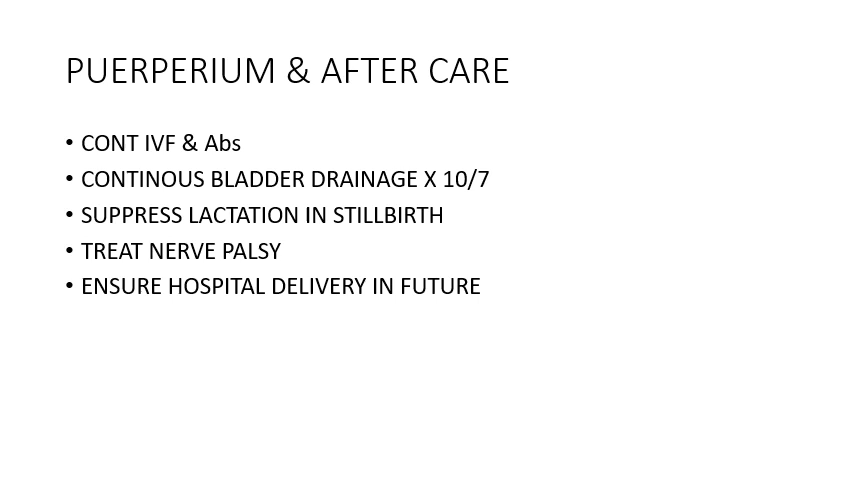 PUERPERIUM & AFTER CARE
• CONT IVF & Abs
• CONTINOUS BLADDER DRAINAGE X 10/7
• SUPPRESS LACTATION IN STILLBIRTH
• TREAT NERVE PALSY
• ENSURE HOSPITAL DELIVERY IN FUTURE